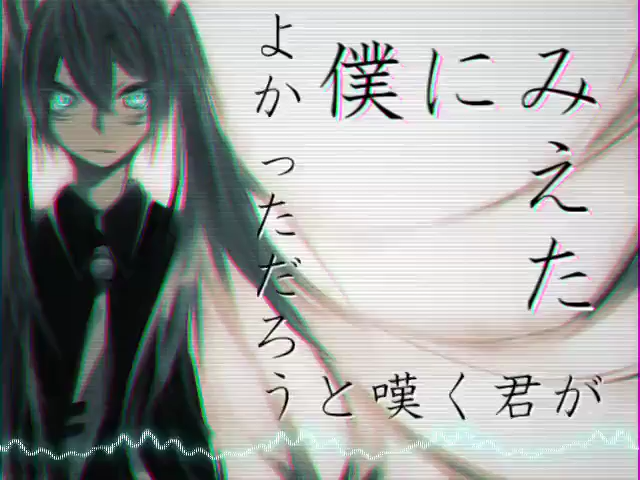 よかっただろう
と嘆く君が
僕に
みえた